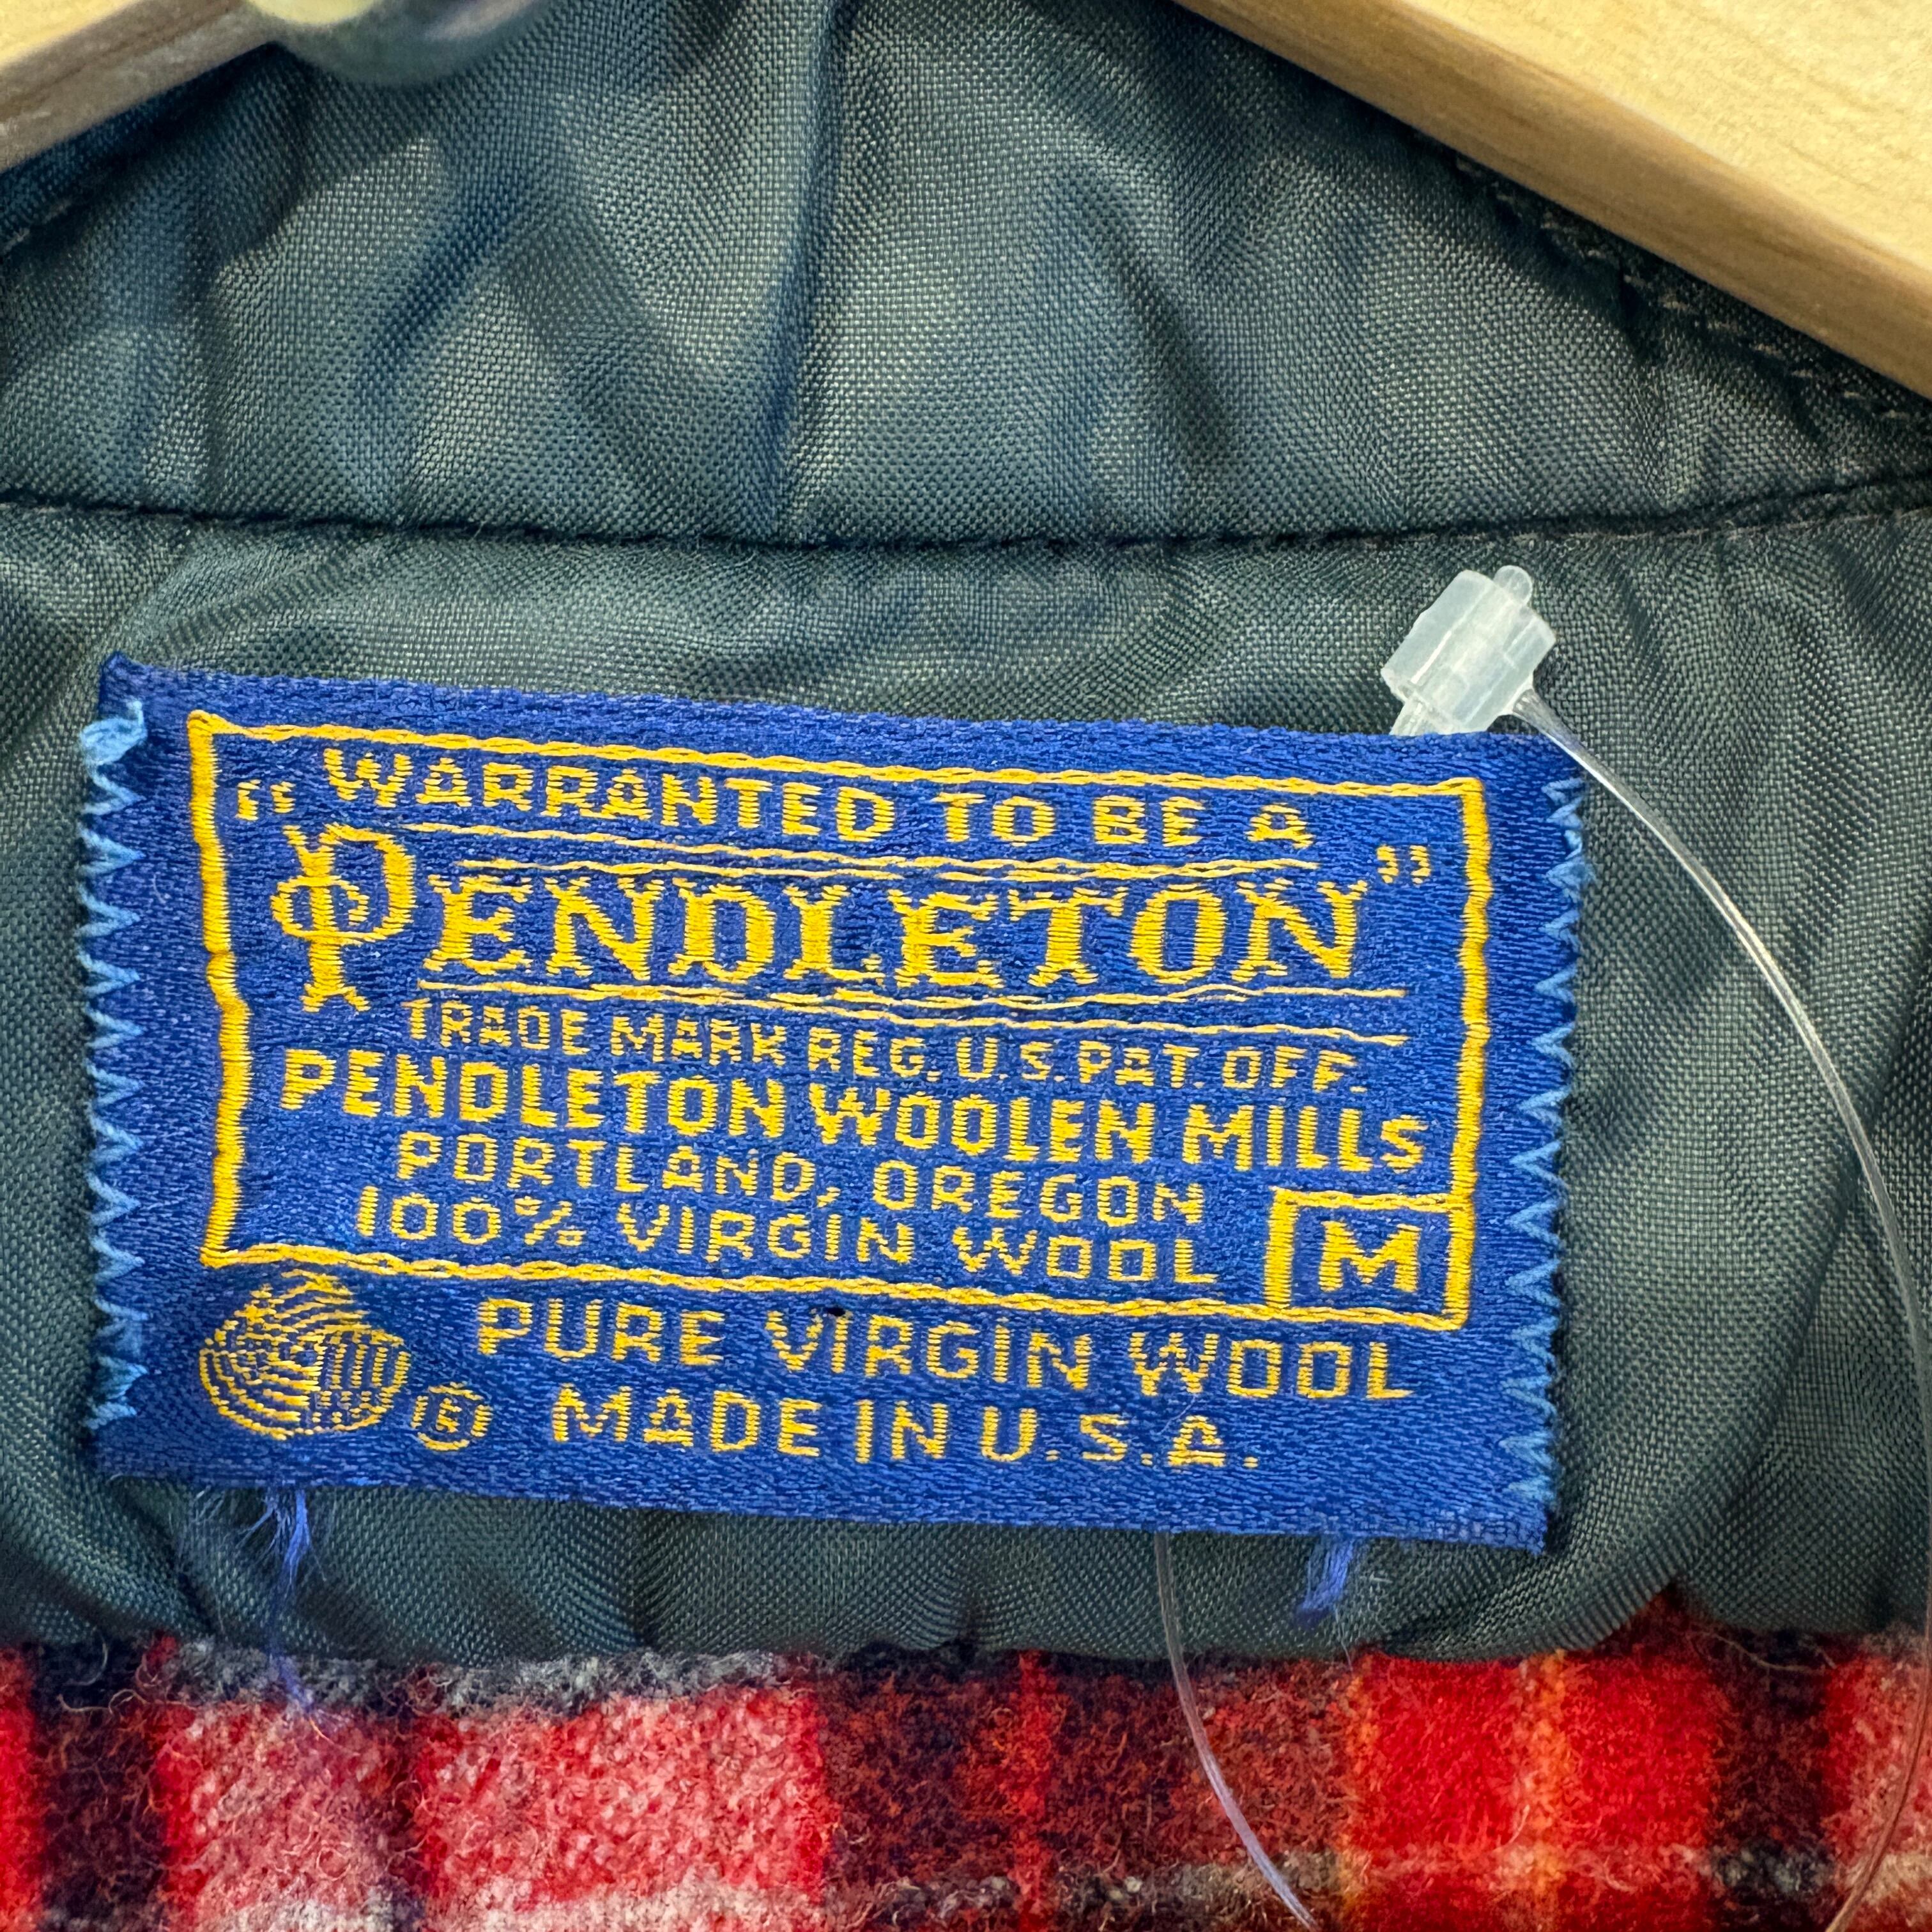 "WARRANTED TO BE A
PENDLETON"
TRADE MARK REG. U.S. PAT. OFF.
PENDLETON WOOLEN MILLS
PORTLAND, OREGON
100% VIRGIN WOOL
M
PURE VIRGIN WOOL
® MADE IN U.S.A.